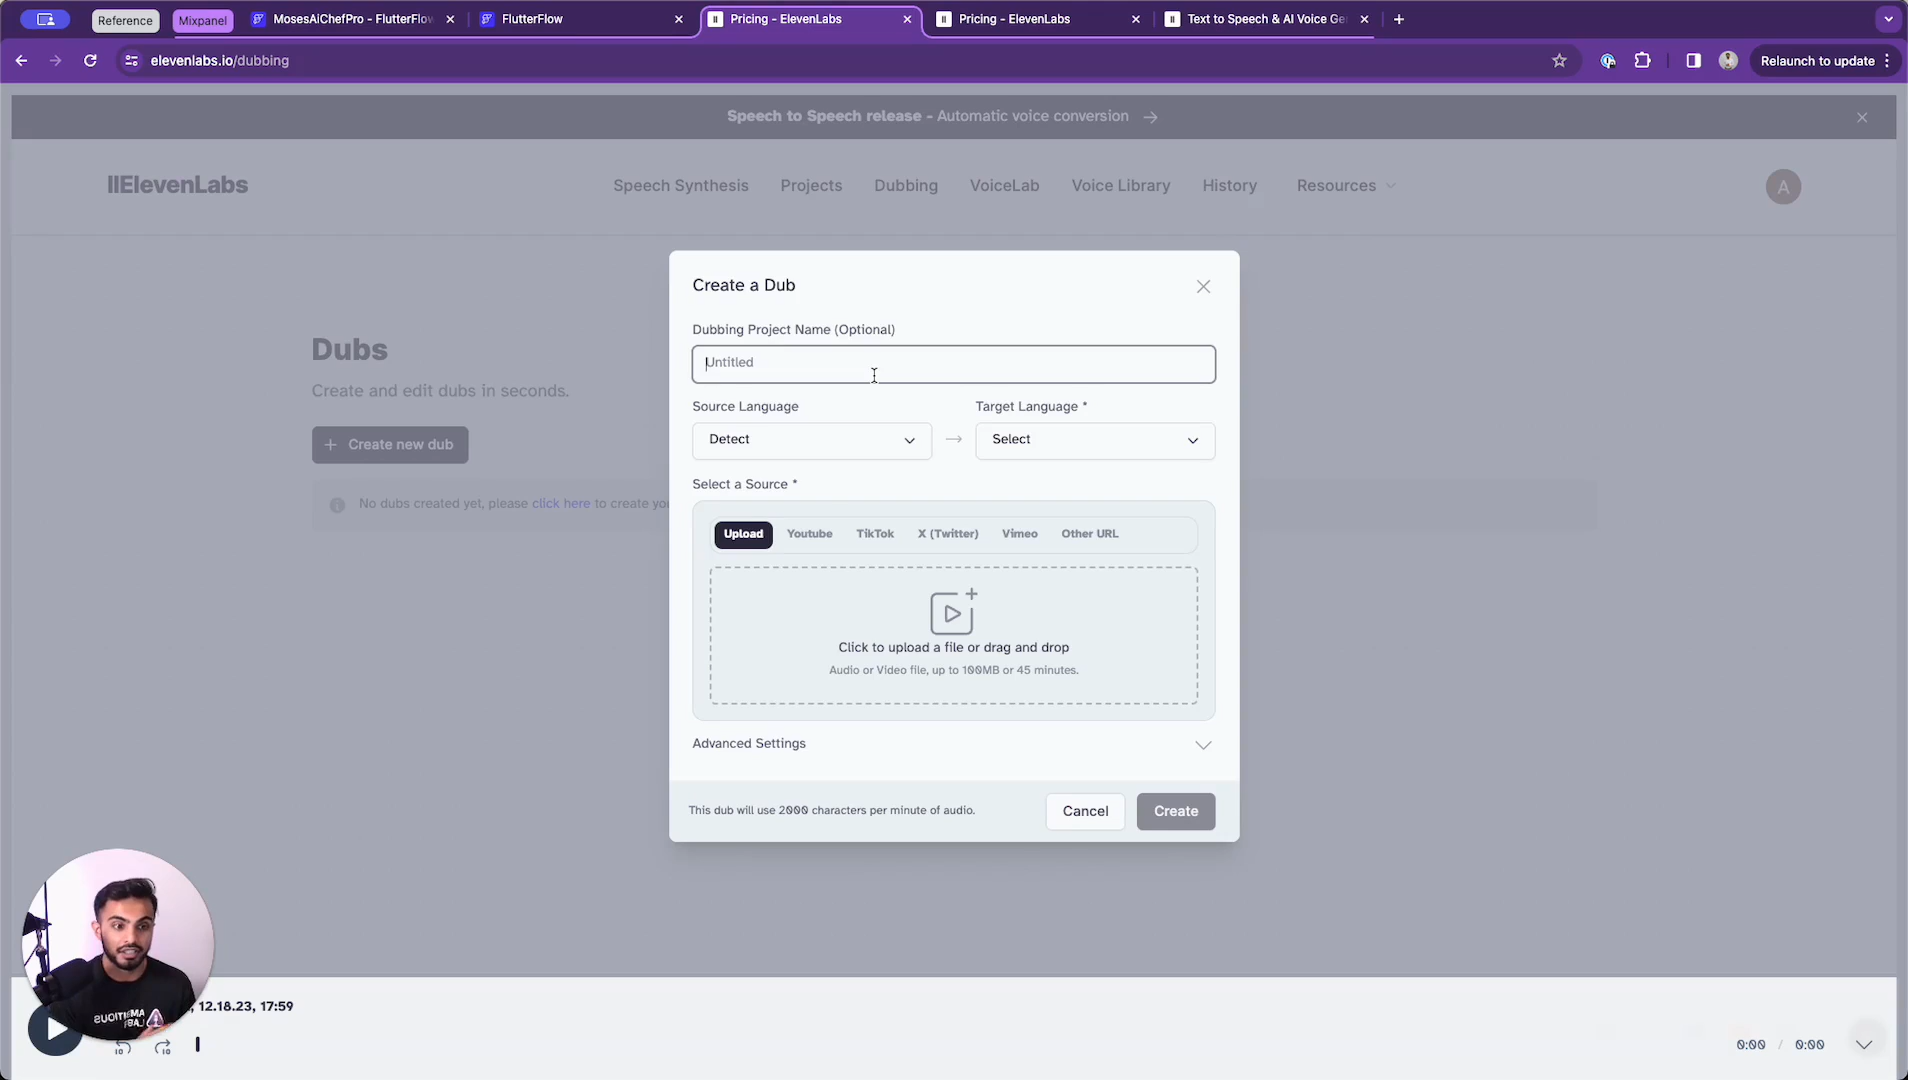 Reference
Mixpanel
MosesAiChefPro - FlutterFlow
FlutterFlow
Pricing - ElevenLabs
Pricing - ElevenLabs
Text to Speech & AI Voice Ge
elevenlabs.io/dubbing
Relaunch to update
Speech to Speech release - Automatic voice conversion
IIElevenLabs
Speech Synthesis
Projects
Dubbing
VoiceLab
Voice Library
History
Resources
A
Create a Dub
Dubbing Project Name (Optional)
Untitled
Source Language
Target Language *
Detect
Select
Dubs
Create and edit dubs in seconds.
+ Create new dub
No dubs created yet, please click here to create you
Select a Source *
Upload
Youtube
TikTok
X (Twitter)
Vimeo
Other URL
Click to upload a file or drag and drop
Audio or Video file, up to 100MB or 45 minutes.
Advanced Settings
This dub will use 2000 characters per minute of audio.
Cancel
Create
, 12.18.23, 17:59
10
10
0:00 / 0:00